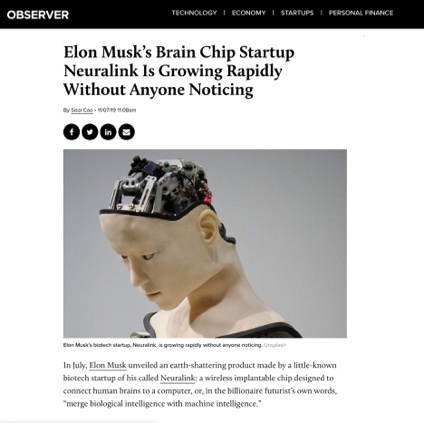 OBSERVER
TECHNOLOGY | ECONOMY | STARTUPS | PERSONAL FINANCE
Elon Musk's Brain Chip Startup
Neuralink Is Growing Rapidly
Without Anyone Noticing
By Sissi Cao • 11/07/19 11:08am
Elon Musk's biotech startup, Neuralink, is growing rapidly without anyone noticing. Unsplash
In July, Elon Musk unveiled an earth-shattering product made by a little-known
biotech startup of his called Neuralink: a wireless implantable chip designed to
connect human brains to a computer, or, in the billionaire futurist's own words,
“merge biological intelligence with machine intelligence.”